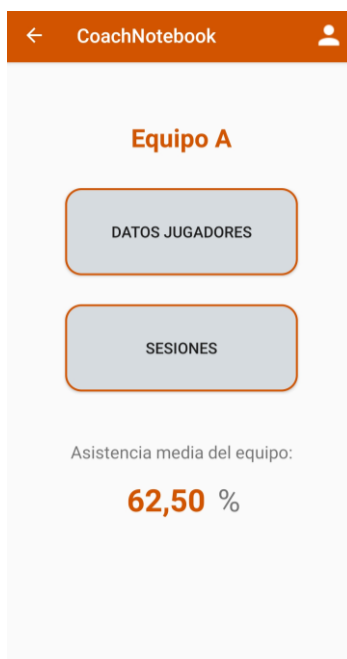 CoachNotebook
Equipo A
DATOS JUGADORES
SESIONES
Asistencia media del equipo:
62,50 %